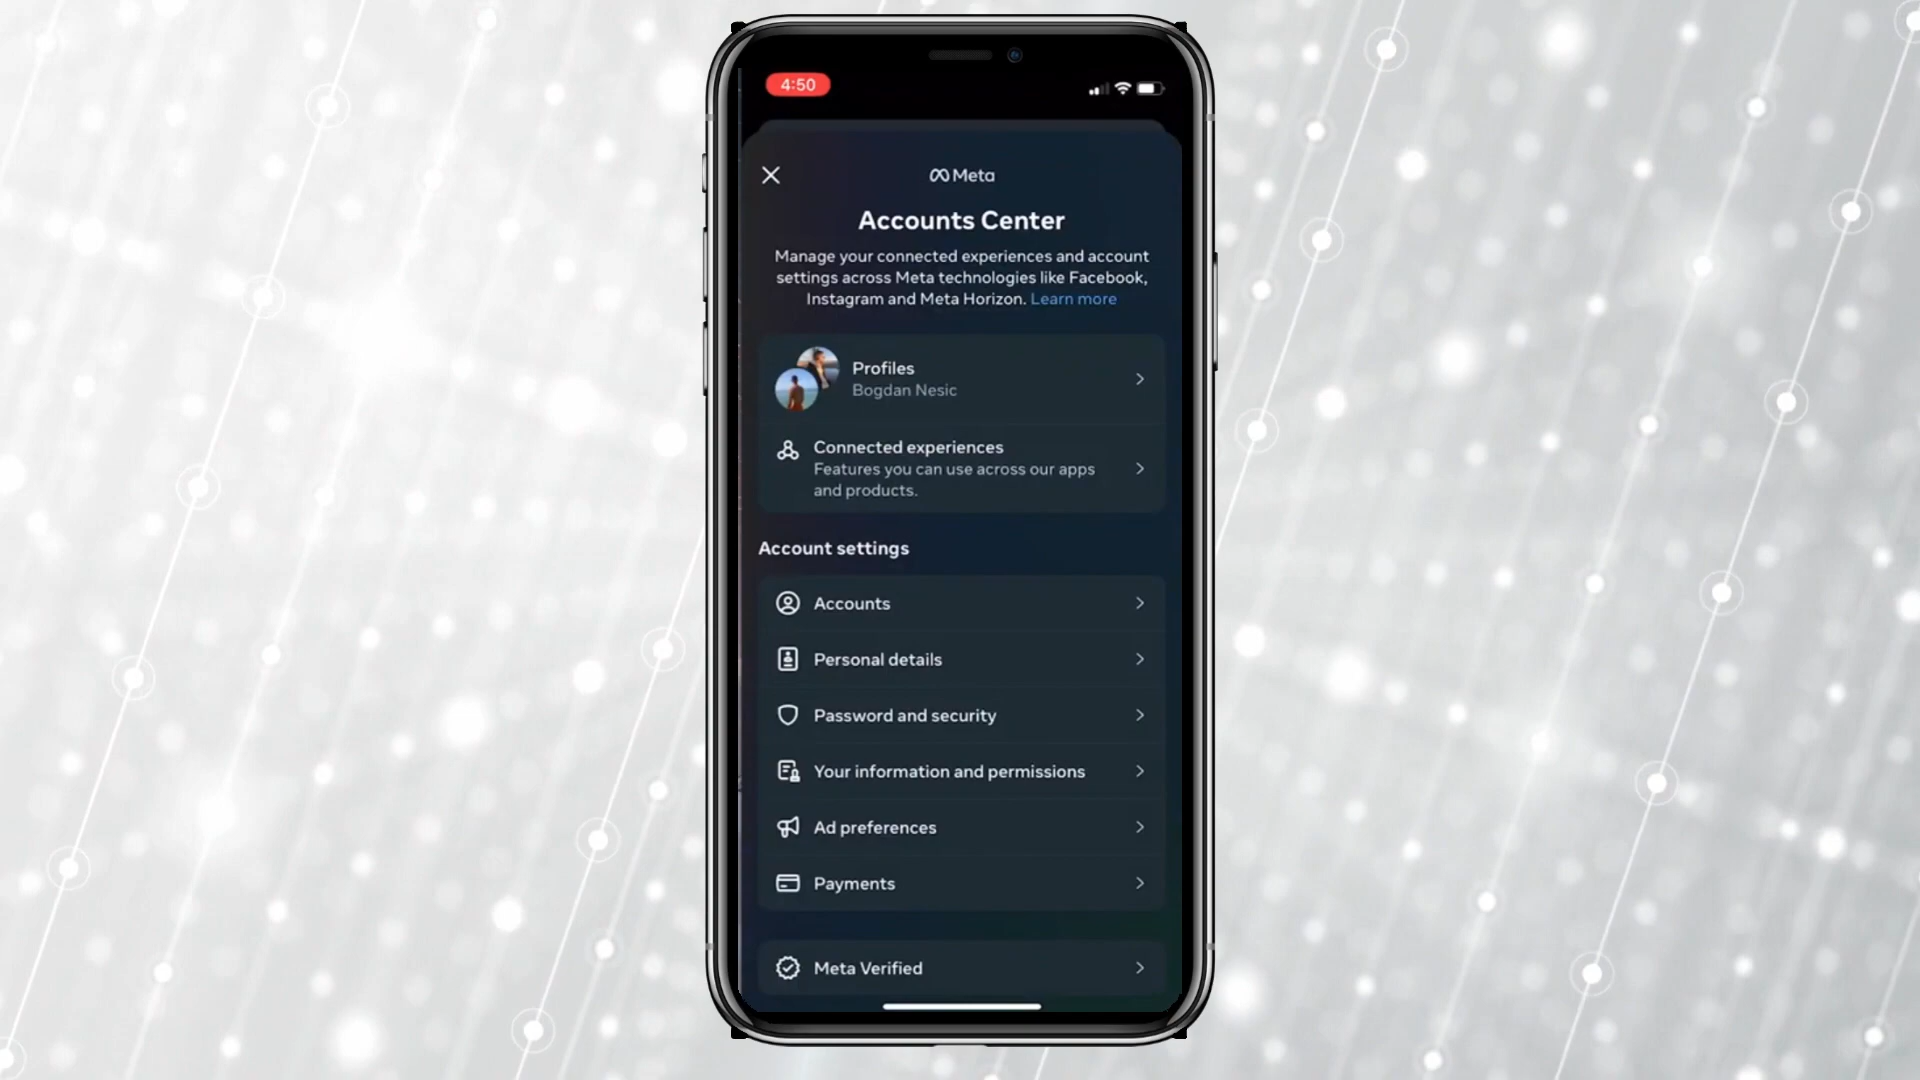 4:50
Meta
Accounts Center
Manage your connected experiences and account
settings across Meta technologies like Facebook,
Instagram and Meta Horizon. Learn more
Profiles
Bogdan Nesic
Connected experiences
Features you can use across our apps
and products.
Account settings
Accounts
Personal details
Password and security
Your information and permissions
Ad preferences
Payments
Meta Verified